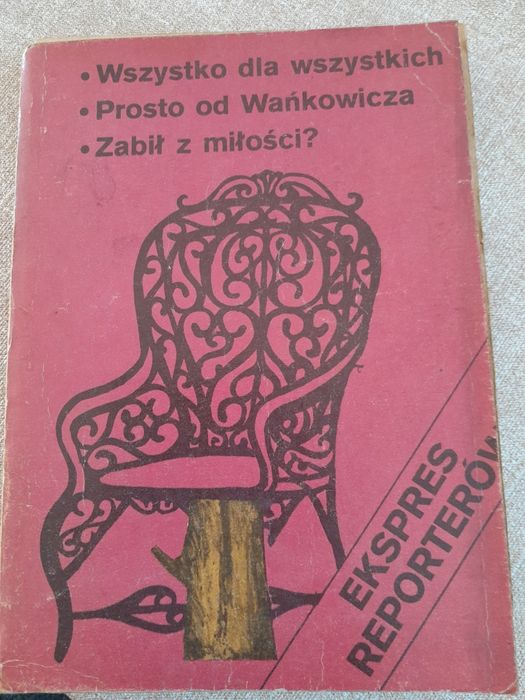 • Wszystko dla wszystkich
• Prosto od Wańkowicza
• Zabił z miłości?
EKSPRES
REPORTERÓW